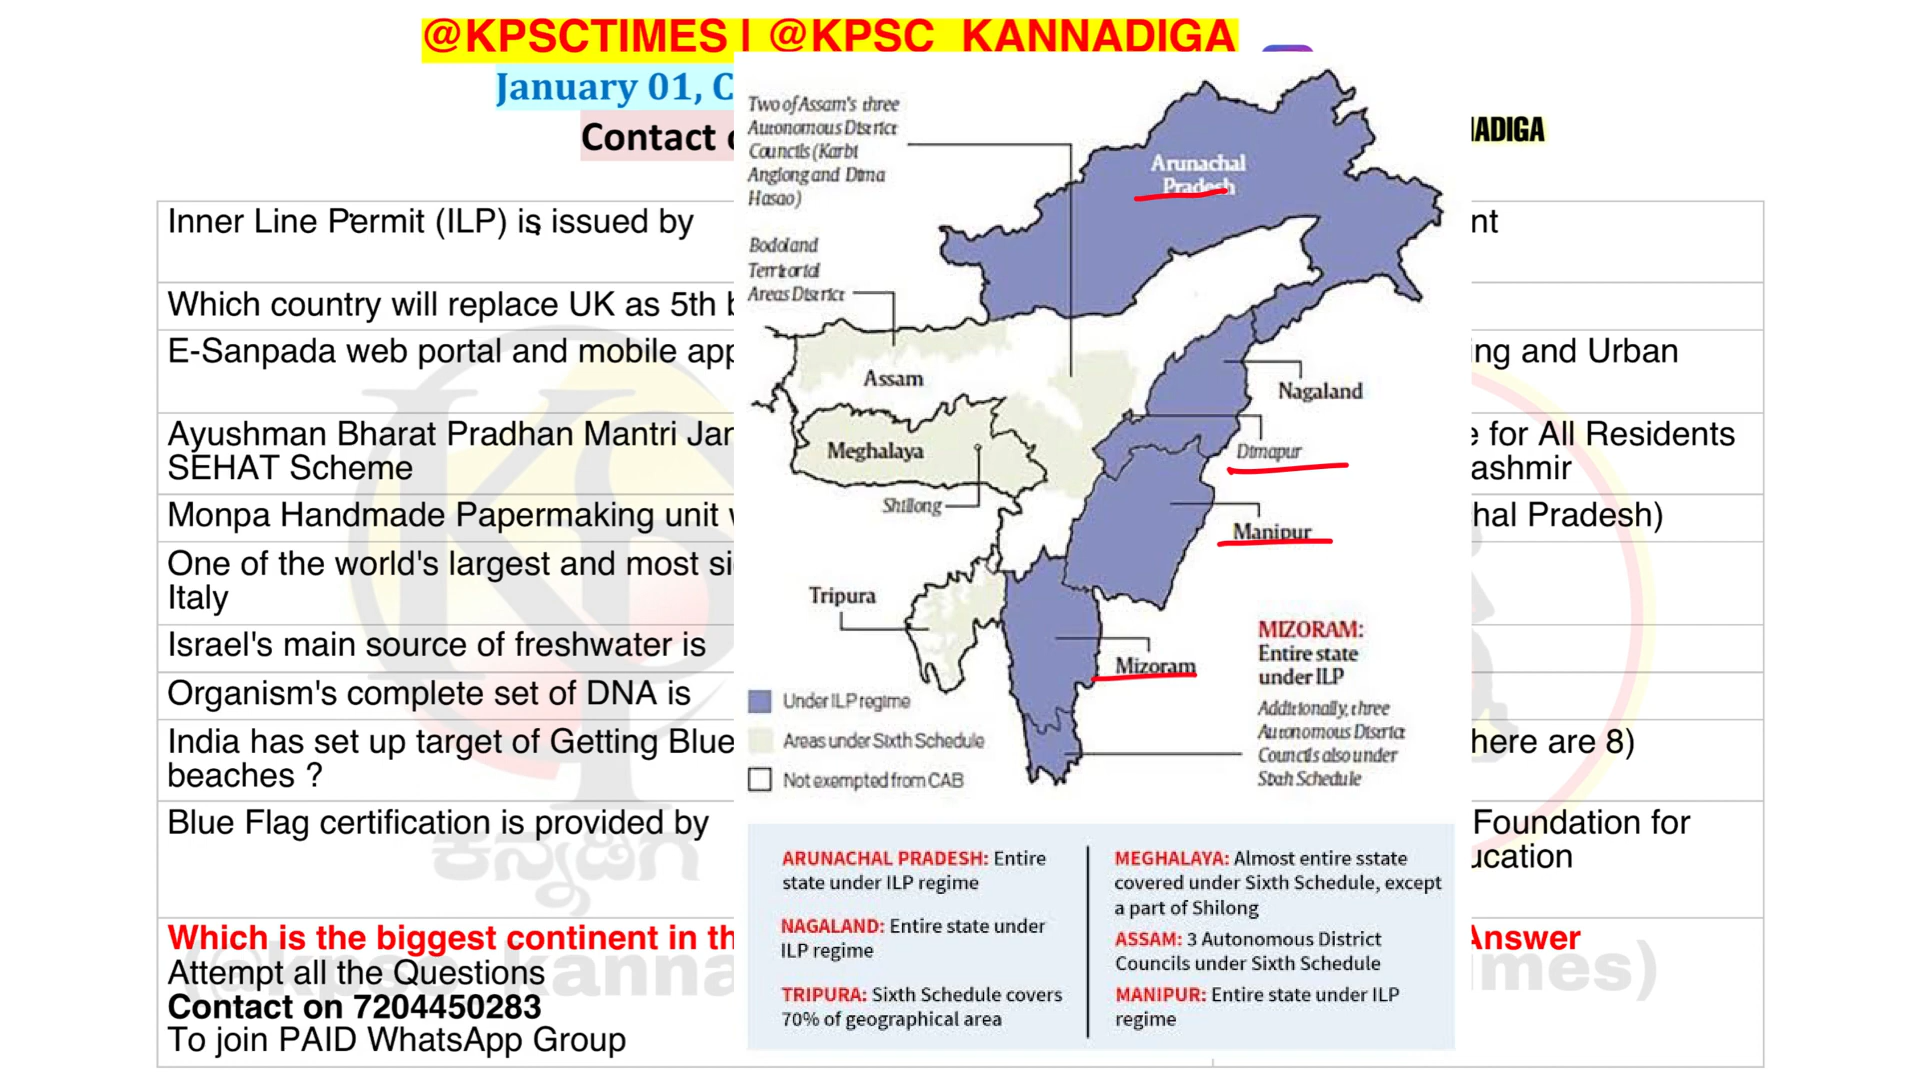 @KPSCTIMES | @KPSC_KANNADIGA
January 01, C
Contact
NADIGA
Inner Line Permit (ILP) is issued by
nt
Which country will replace UK as 5th
E-Sanpada web portal and mobile app
ing and Urban
Ayushman Bharat Pradhan Mantri Jan
e for All Residents
SEHAT Scheme
ashmir
Monpa Handmade Papermaking unit
hal Pradesh)
One of the world's largest and most si
Italy
Israel's main source of freshwater is
Organism's complete set of DNA is
India has set up target of Getting Blue
here are 8)
beaches ?
Blue Flag certification is provided by
Foundation for
ucation
ಕನ್ನಡಿಗ
Which is the biggest continent in th
Answer
Attempt all the Questions
@kpsc_kanna
imes)
Contact on 7204450283
To join PAID WhatsApp Group
Two of Assam's three
Autonomous District
Councils (Karbi
Anglong and Dima
Hasao)
Bodoland
Territorial
Areas District
Arunachal
Pradesh
Assam
Nagaland
Meghalaya
Dimapur
Shillong
Manipur
Tripura
Mizoram
MIZORAM:
Entire state
under ILP
Additionally, three
Autonomous District
Councils also under
Sixth Schedule
Under ILP regime
Areas under Sixth Schedule
Not exempted from CAB
ARUNACHAL PRADESH: Entire
state under ILP regime
NAGALAND: Entire state under
ILP regime
TRIPURA: Sixth Schedule covers
70% of geographical area
MEGHALAYA: Almost entire sstate
covered under Sixth Schedule, except
a part of Shilong
ASSAM: 3 Autonomous District
Councils under Sixth Schedule
MANIPUR: Entire state under ILP
regime